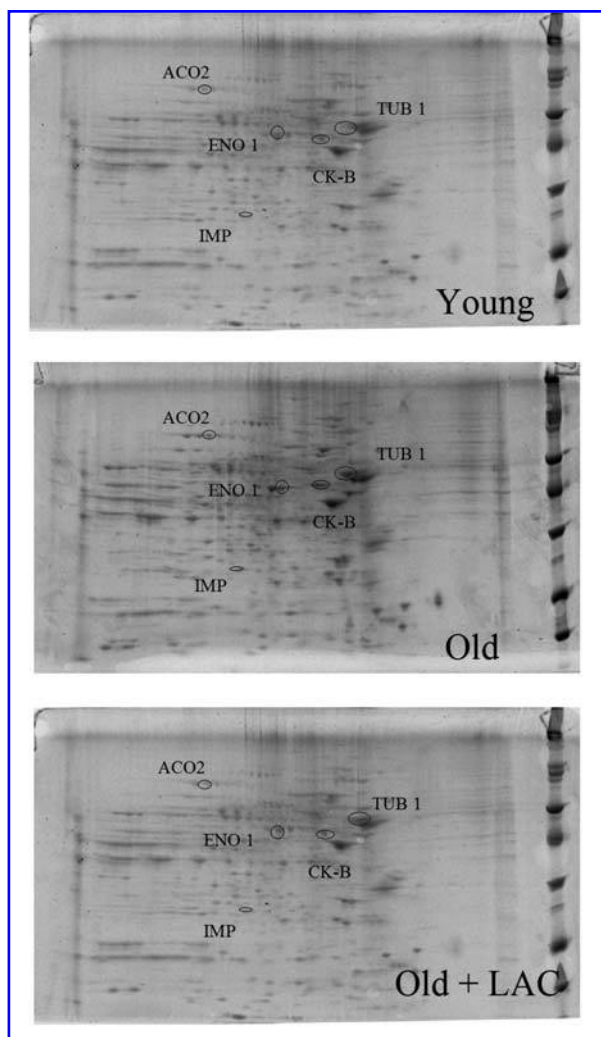 ACO2
TUB 1
ENO 1
CK-B
IMP
Young
ACO2
TUB 1
ENO 1
CK-B
IMP
Old
ACO2
TUB 1
ENO 1
CK-B
IMP
Old + LAC